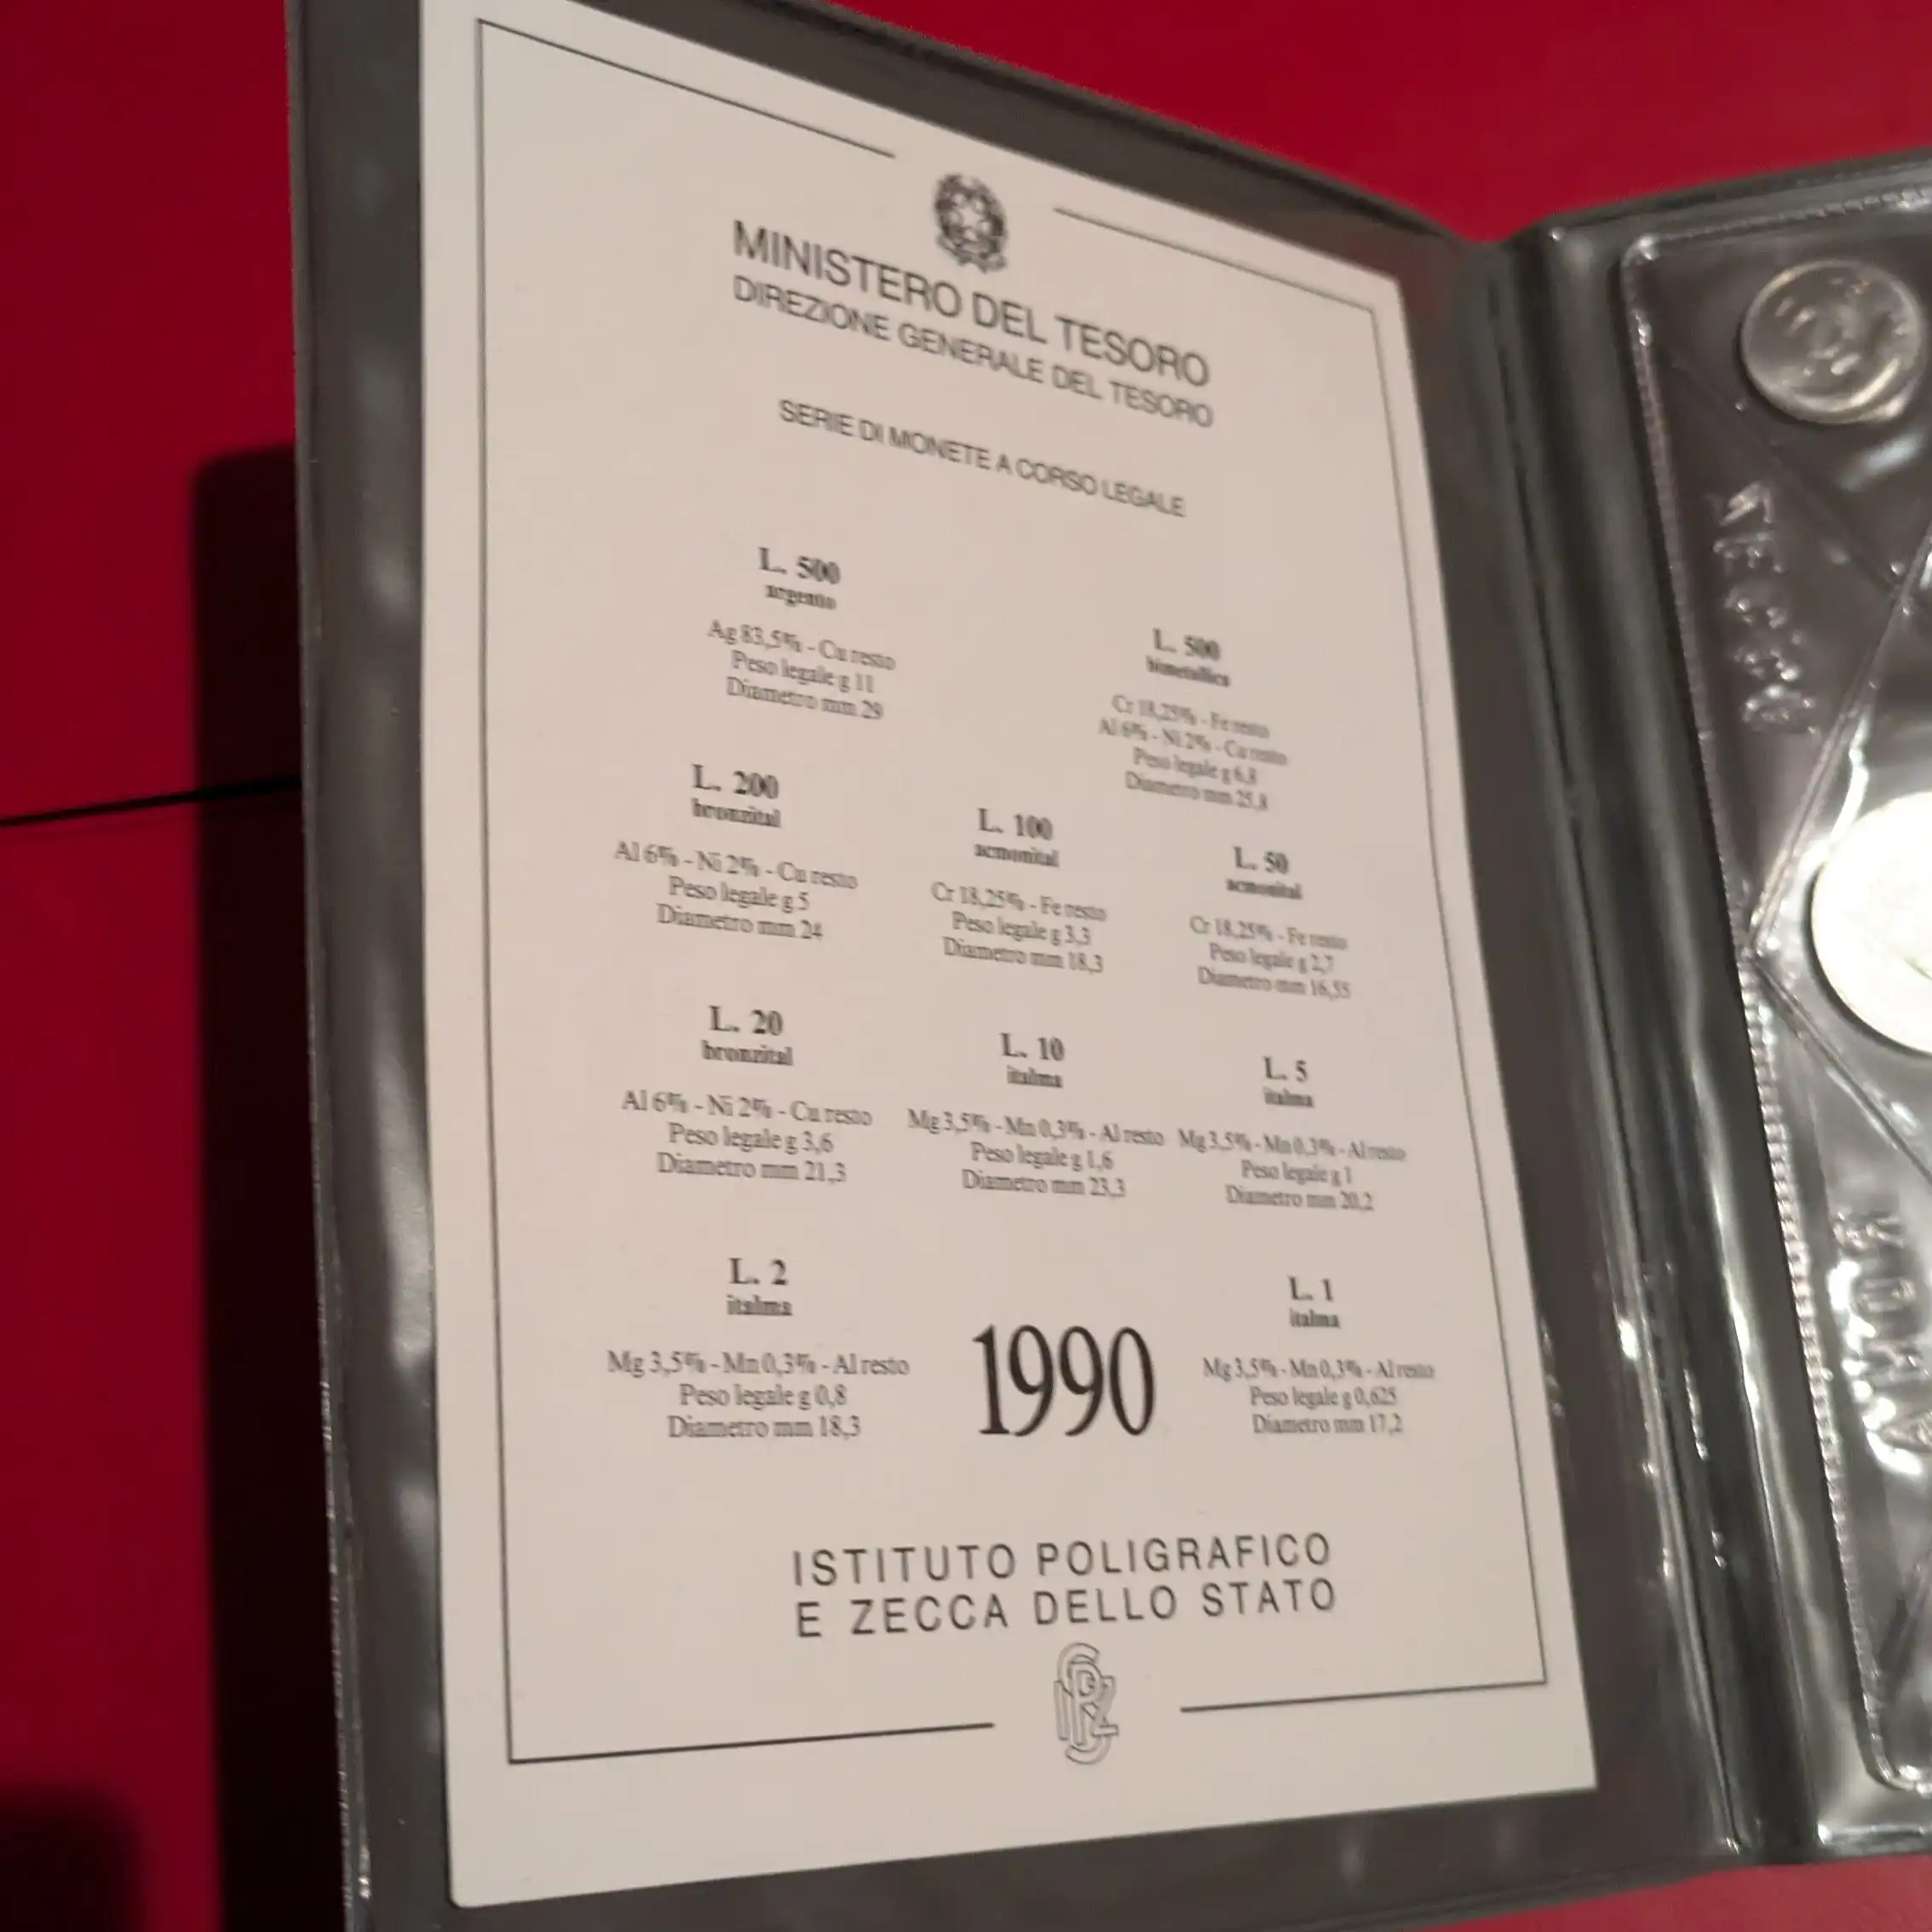 MINISTERO DEL TESORO
DIREZIONE GENERALE DEL TESORO
SERIE DI MONETE A CORSO LEGALE
L. 500
argento
Ag 83,5% - Cu resto
Peso legale g 11
Diametro mm 29
L. 500
bimetallica
Cr 18,25% - Fe resto
Al 6% - Ni 2% - Cu resto
Peso legale g 6,8
Diametro mm 25,8
L. 200
bronzital
Al 6% - Ni 2% - Cu resto
Peso legale g 5
Diametro mm 24
L. 100
acmonital
Cr 18,25% - Fe resto
Peso legale g 3,3
Diametro mm 18,3
L. 50
acmonital
Cr 18,25% - Fe resto
Peso legale g 2,7
Diametro mm 16,55
L. 20
bronzital
Al 6% - Ni 2% - Cu resto
Peso legale g 3,6
Diametro mm 21,3
L. 10
italma
Mg 3,5% - Mn 0,3% - Al resto
Peso legale g 1,6
Diametro mm 23,3
L. 5
italma
Mg 3,5% - Mn 0,3% - Al resto
Peso legale g 1
Diametro mm 20,2
L. 2
italma
Mg 3,5% - Mn 0,3% - Al resto
Peso legale g 0,8
Diametro mm 18,3
1990
L. 1
italma
Mg 3,5% - Mn 0,3% - Al resto
Peso legale g 0,625
Diametro mm 17,2
ISTITUTO POLIGRAFICO
E ZECCA DELLO STATO